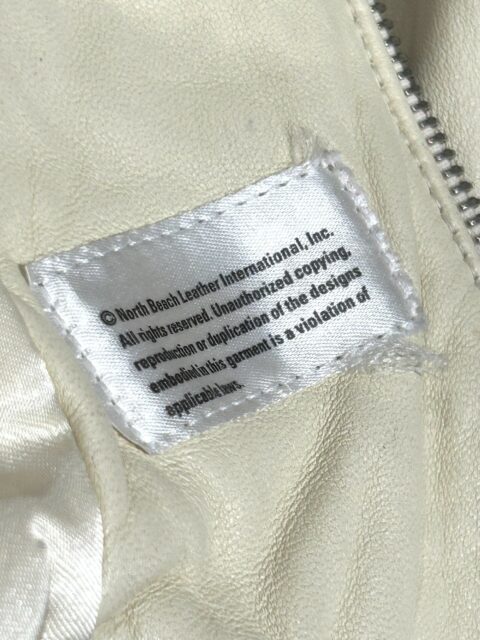 © North Beach Leather International, Inc.
All rights reserved. Unauthorized copying,
reproduction or duplication of the designs
embodied in this garment is a violation of
applicable laws.